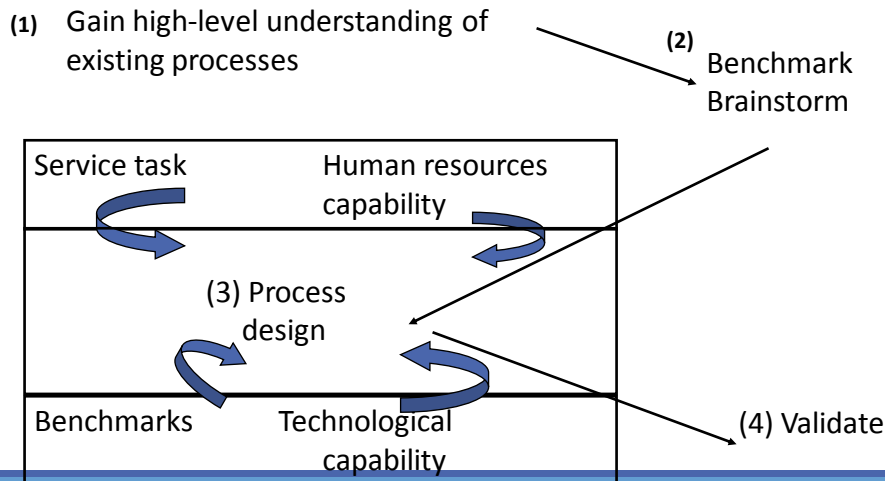 (1) Gain high-level understanding of
existing processes
(2)
Benchmark
Brainstorm
Service task
Human resources
capability
(3) Process
design
Benchmarks
Technological
capability
(4) Validate